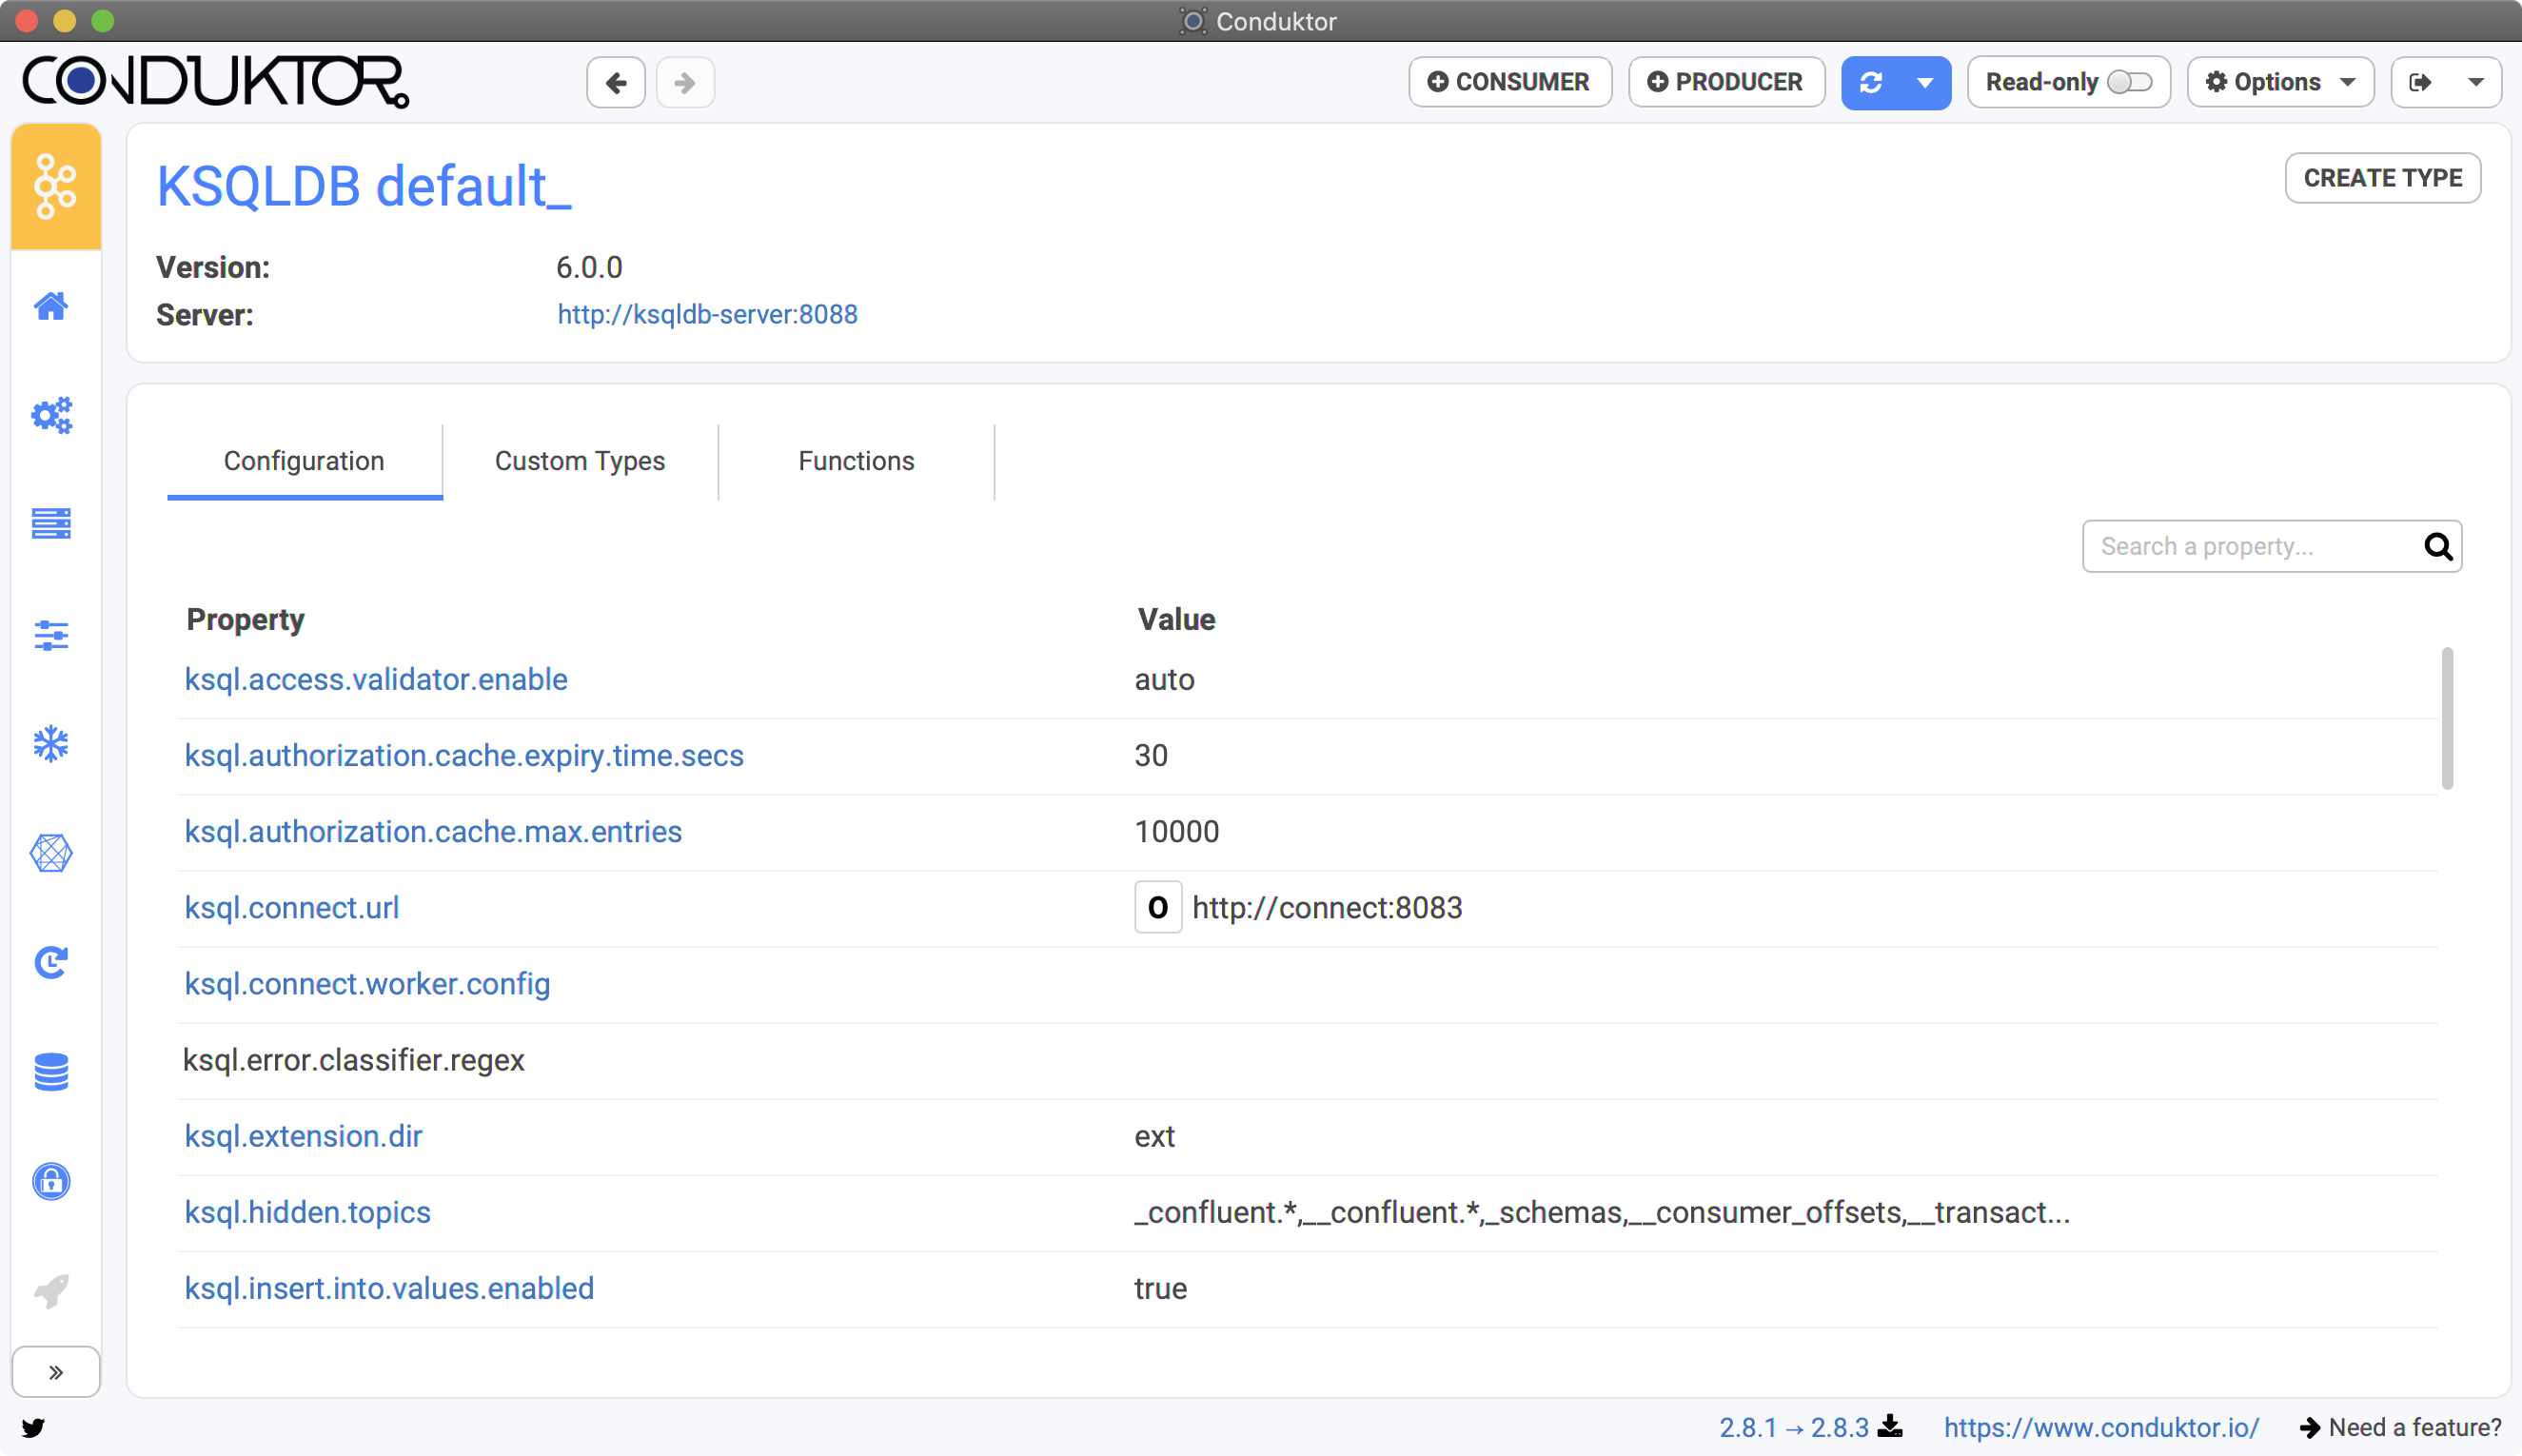 Conduktor
CONDUKTOR
CONSUMER
PRODUCER
Read-only
Options
KSQLDB default_
CREATE TYPE
Version: 6.0.0
Server: http://ksqldb-server:8088
Configuration Custom Types Functions
Search a property...
Property Value
ksql.access.validator.enable auto
ksql.authorization.cache.expiry.time.secs 30
ksql.authorization.cache.max.entries 10000
ksql.connect.url O http://connect:8083
ksql.connect.worker.config
ksql.error.classifier.regex
ksql.extension.dir ext
ksql.hidden.topics _confluent.*,__confluent.*,_schemas,__consumer_offsets,__transact...
ksql.insert.into.values.enabled true
»
2.8.1 → 2.8.3 https://www.conduktor.io/ Need a feature?